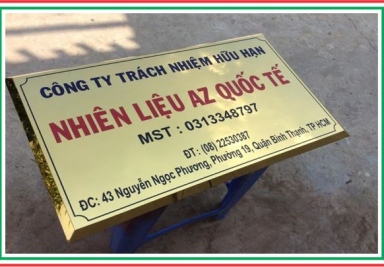 CÔNG TY TRÁCH NHIỆM HỮU HẠN
NHIÊN LIỆU AZ QUỐC TẾ
MST : 0313348797
ĐT : (08) 22530387
ĐC: 43 Nguyễn Ngọc Phương, Phường 19, Quận Bình Thạnh, TP HCM